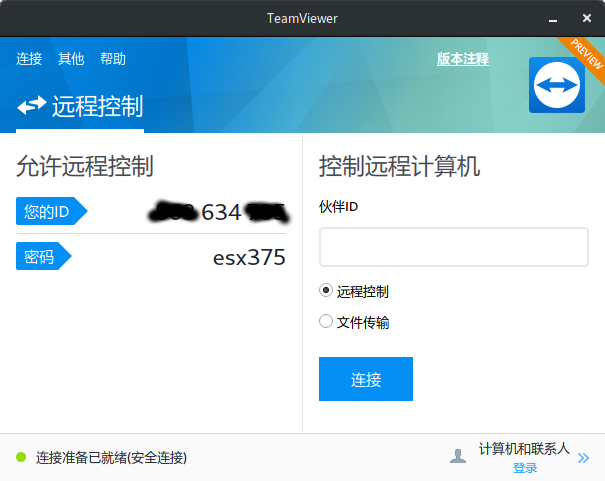 TeamViewer
连接 其他 帮助
版本注释
PREVIEW
远程控制
允许远程控制
您的ID
634
密码
esx375
控制远程计算机
伙伴ID
远程控制
文件传输
连接
连接准备已就绪(安全连接)
计算机和联系人
登录